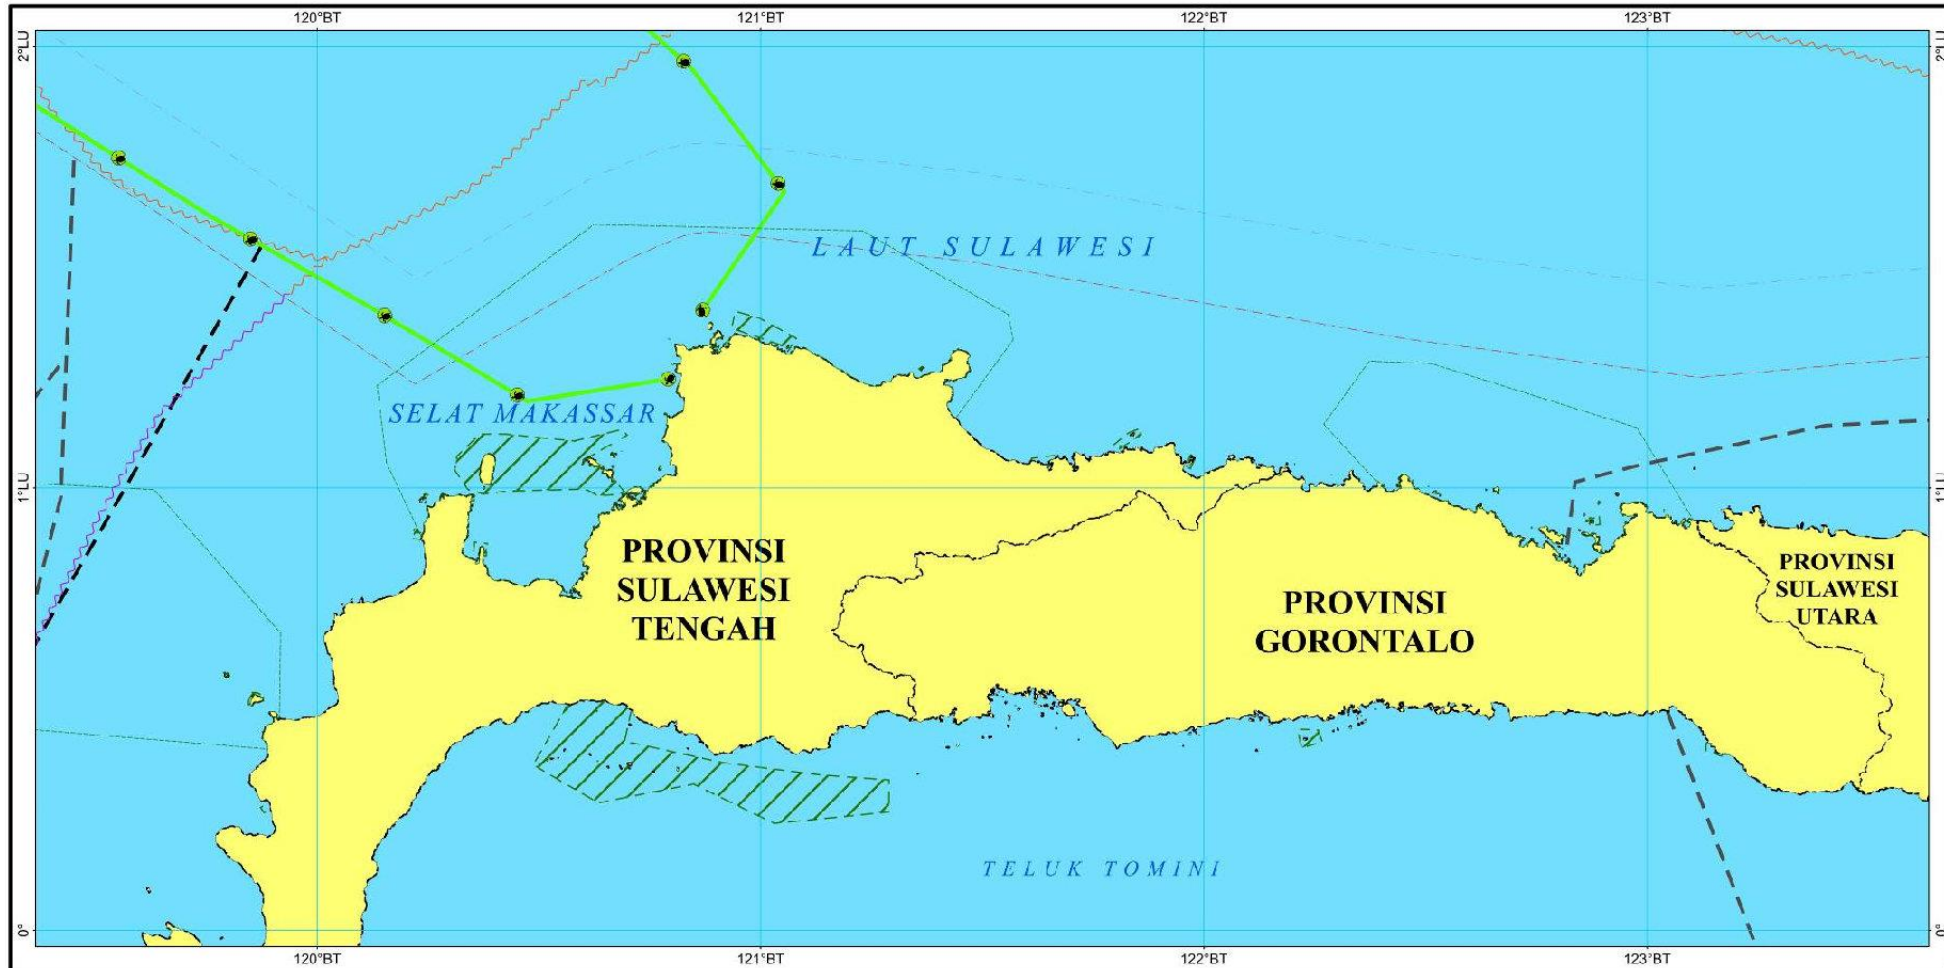 120°BT 121°BT 122°BT 123°BT
2°LU 2°LU
LAUT SULAWESI
SELAT MAKASSAR
1°LU 1°LU
PROVINSI
SULAWESI
TENGAH
PROVINSI
GORONTALO
PROVINSI
SULAWESI
UTARA
TELUK TOMINI
0° 0°
120°BT 121°BT 122°BT 123°BT